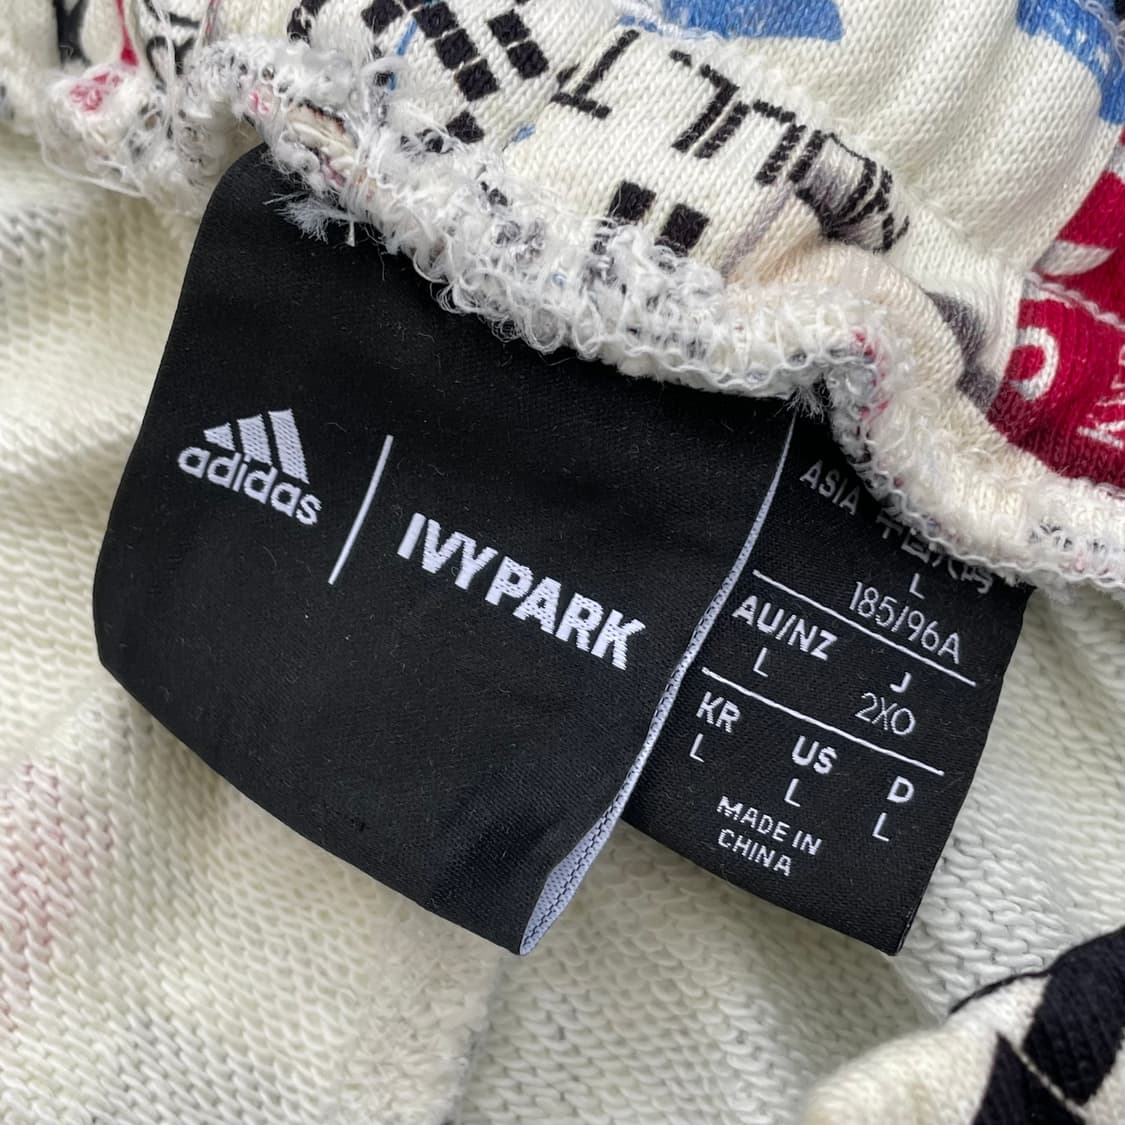 adidas
IVY PARK
ASIA
L
185/96A
AU/NZ
L
J
2XO
KR
L
US
L
D
L
MADE IN
CHINA